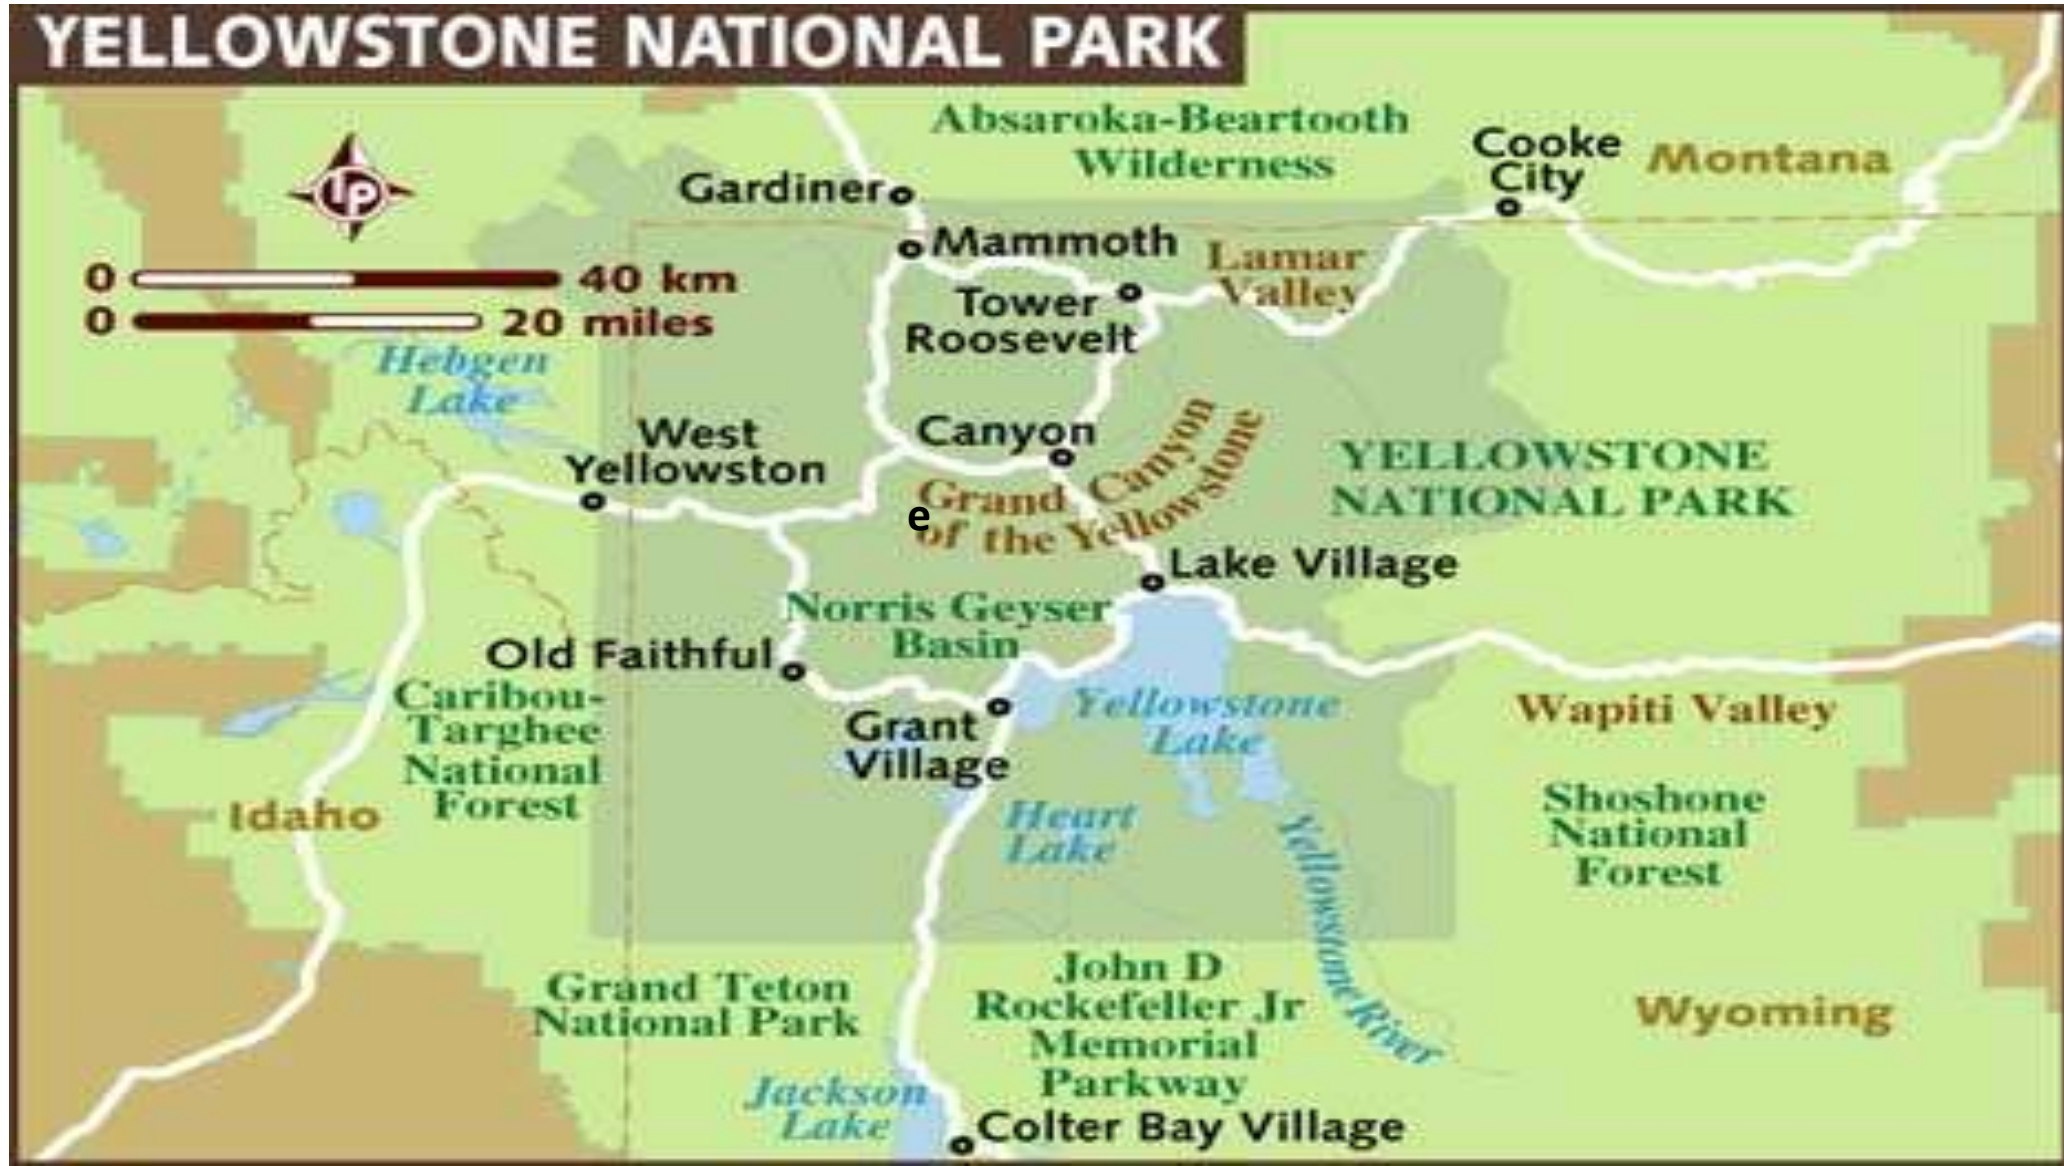 YELLOWSTONE NATIONAL PARK
Absaroka-Beartooth
Wilderness
Cooke
City
Montana
lp
Gardiner
Mammoth
Lamar
Valley
0 40 km
0 20 miles
Tower
Roosevelt
Hebgen
Lake
West
Yellowston
e
Canyon
Grand Canyon
of the Yellowstone
YELLOWSTONE
NATIONAL PARK
Lake Village
Norris Geyser
Basin
Old Faithful
Caribou-
Targhee
National
Forest
Idaho
Grant
Village
Yellowstone
Lake
Wapiti Valley
Heart
Lake
Shoshone
National
Forest
Yellowstone River
Grand Teton
National Park
John D
Rockefeller Jr
Memorial
Parkway
Wyoming
Jackson
Lake
Colter Bay Village